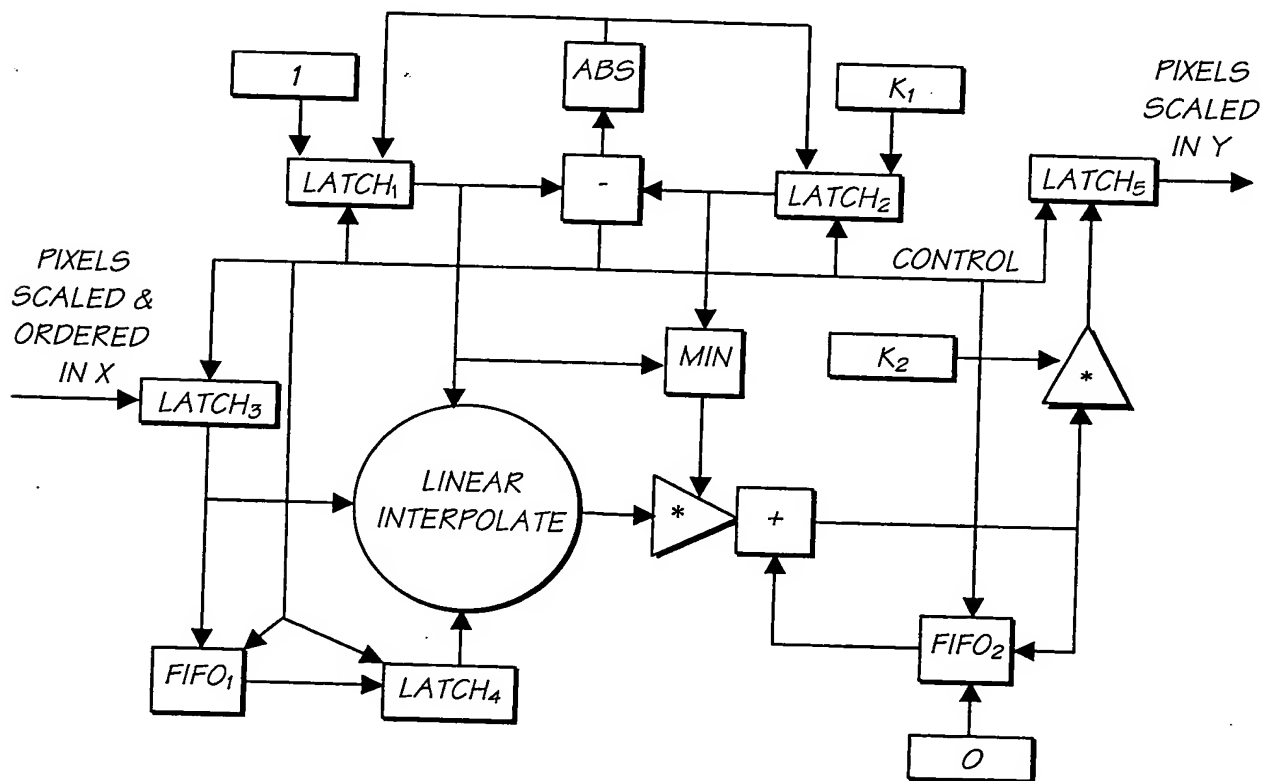 1
ABS
K₁
PIXELS
SCALED
IN Y
LATCH₁
-
LATCH₂
LATCH₅
CONTROL
PIXELS
SCALED &
ORDERED
IN X
MIN
K₂
*
LATCH₃
LINEAR
INTERPOLATE
*
+
FIFO₁
LATCH₄
FIFO₂
0